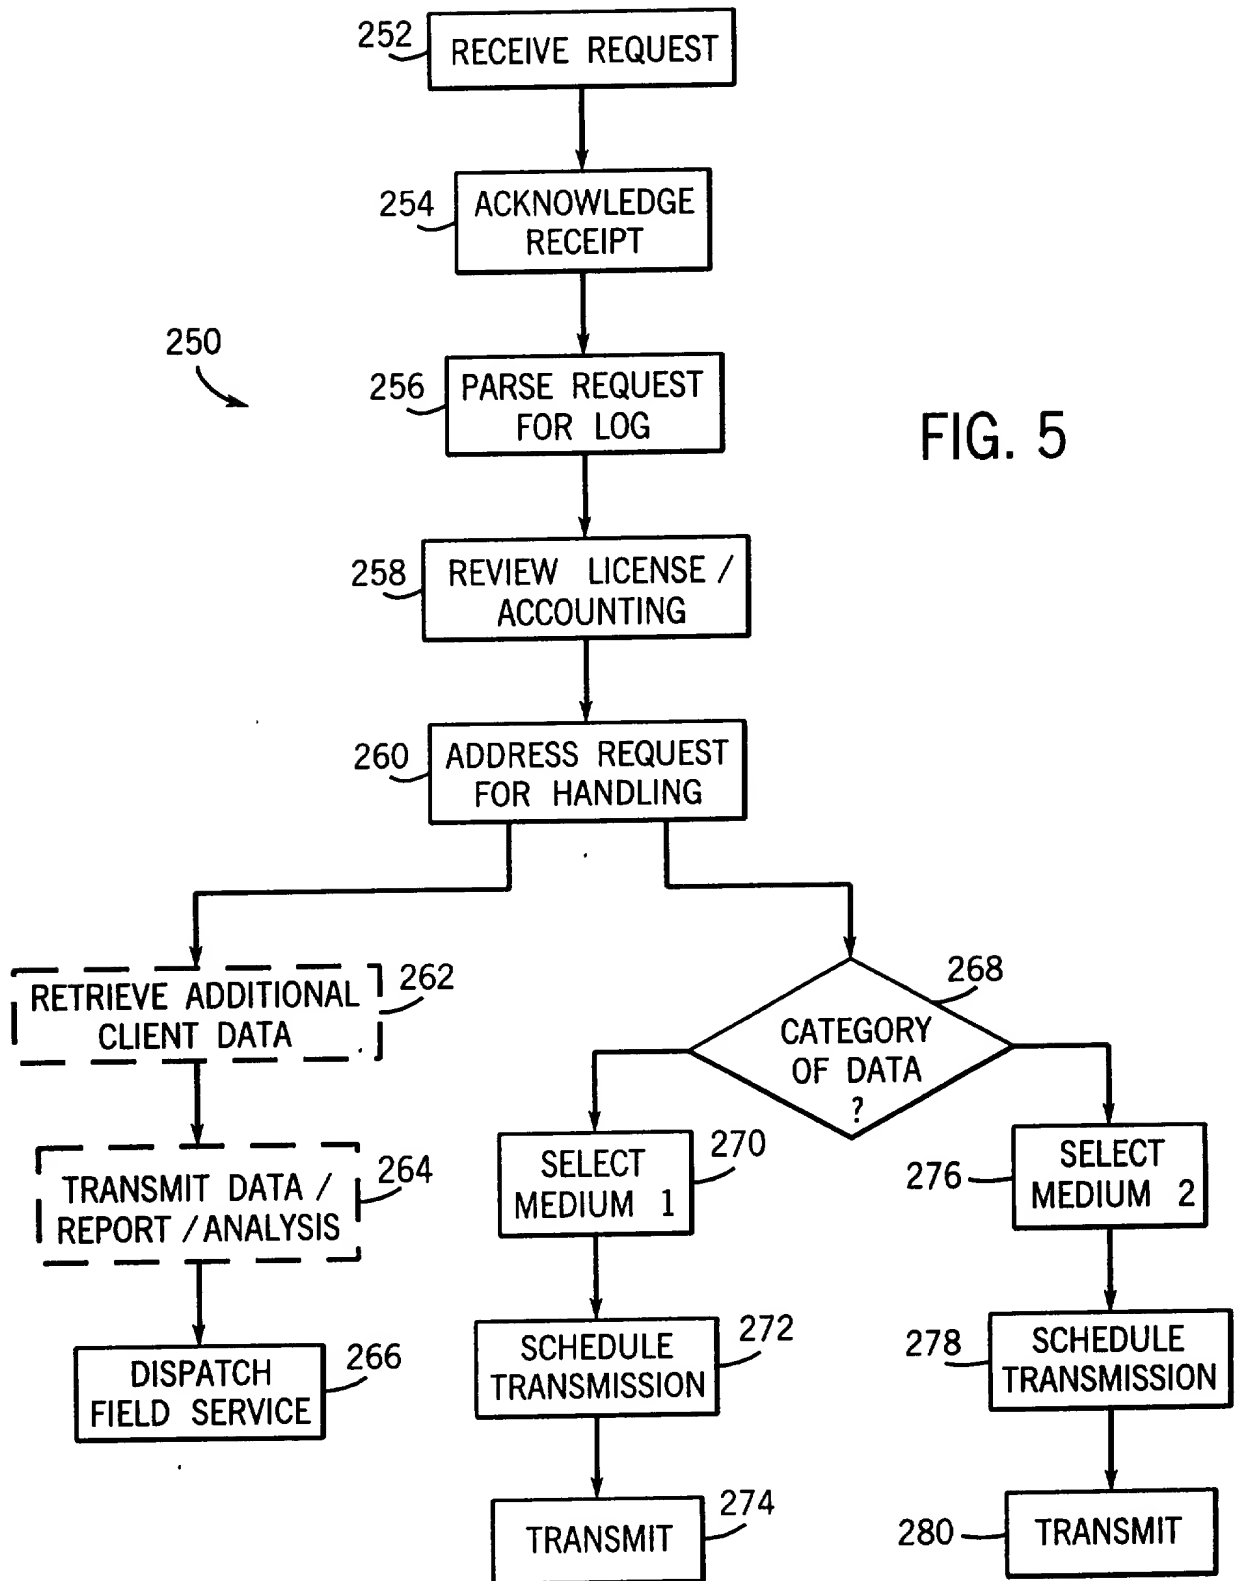 252
RECEIVE REQUEST
254
ACKNOWLEDGE
RECEIPT
250
256
PARSE REQUEST
FOR LOG
FIG. 5
258
REVIEW LICENSE /
ACCOUNTING
260
ADDRESS REQUEST
FOR HANDLING
RETRIEVE ADDITIONAL
CLIENT DATA
262
268
CATEGORY
OF DATA
?
TRANSMIT DATA /
REPORT / ANALYSIS
264
SELECT
MEDIUM 1
270
276
SELECT
MEDIUM 2
DISPATCH
FIELD SERVICE
266
SCHEDULE
TRANSMISSION
272
278
SCHEDULE
TRANSMISSION
TRANSMIT
274
280
TRANSMIT